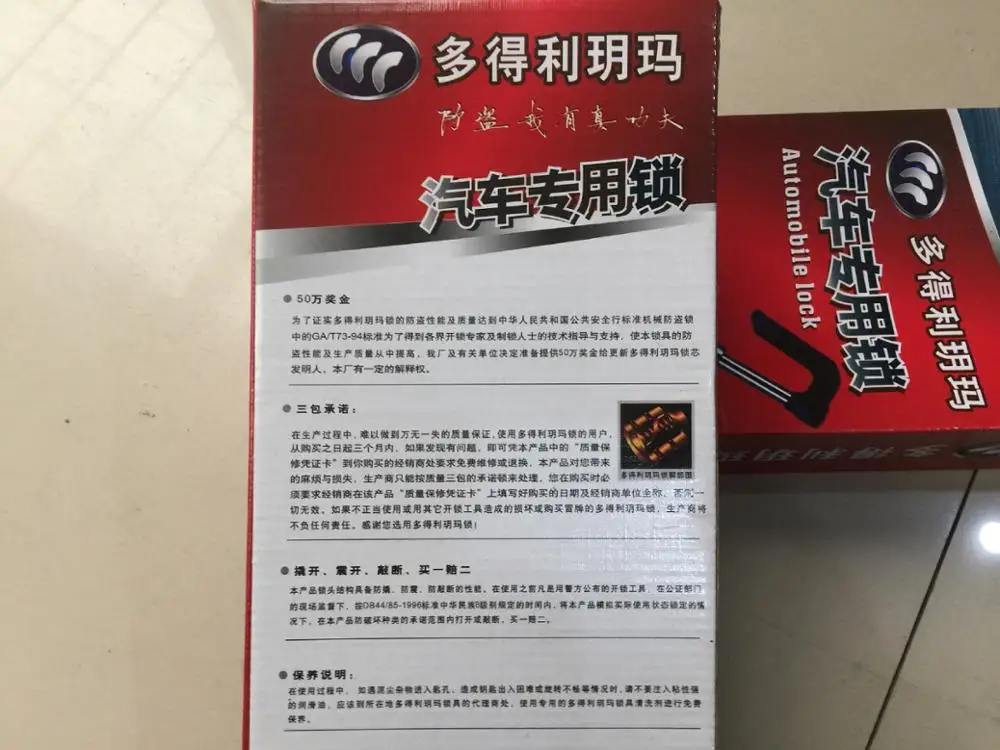 多得利玥玛
防盗我有真功夫
汽车专用锁
50万奖金
为了证实多得利玥玛锁的防盗性能及质量达到中华人民共和国公共安全行标准机械防盗锁
中的GA/T73-94标准为了得到各界开锁专家及制锁人士的技术指导与支持，使本锁具的防
盗性能及生产质量从中提高，我厂及有关单位决定准备提供50万奖金给更新多得利玥玛锁芯
发明人，本厂有一定的解释权。
三包承诺：
在生产过程中，难以做到万无一失的质量保证，使用多得利玥玛锁的用户，
从购买之日起三个月内，如果发现有问题，即可凭本产品中的“质量保
修凭证卡”到你购买的经销商处要求免费维修或退换，本产品对您带来
的麻烦与损失，生产商只能按质量三包的承诺顿来处理，您在购买时必
须要求经销商在该产品“质量保修凭证卡”上填写好购买的日期及经销商单位全称，否则一
切无效。如果不正当使用或用其它开锁工具造成的损坏或购买冒牌的多得利玥玛锁，生产商将
不负任何责任。感谢您选用多得利玥玛锁！
多得利玥玛锁解剖图
撬开、震开、敲断、买一赔二
本产品锁头结构具备防撬、防震、防敲断的性能。在使用之前凡是用警方公布的开锁工具，在公证部门
的现场监督下，按DB44/85-1996标准中华民族B级别规定的时间内，将本产品模拟实际使用状态锁定的情
况下，在本产品防破坏种类的承诺范围内打开或敲断，买一赔二。
保养说明：
在使用过程中，如遇泥尘杂物进入匙孔，造成钥匙出入困难或旋转不畅等情况时，请不要注入粘性强
的润滑油，应该到所在地多得利玥玛锁具的代理商处，使用专用的多得利玥玛锁具清洗剂进行免费
保养。
多得利玥玛
汽车专用锁
Automobile lock
多得利玥玛